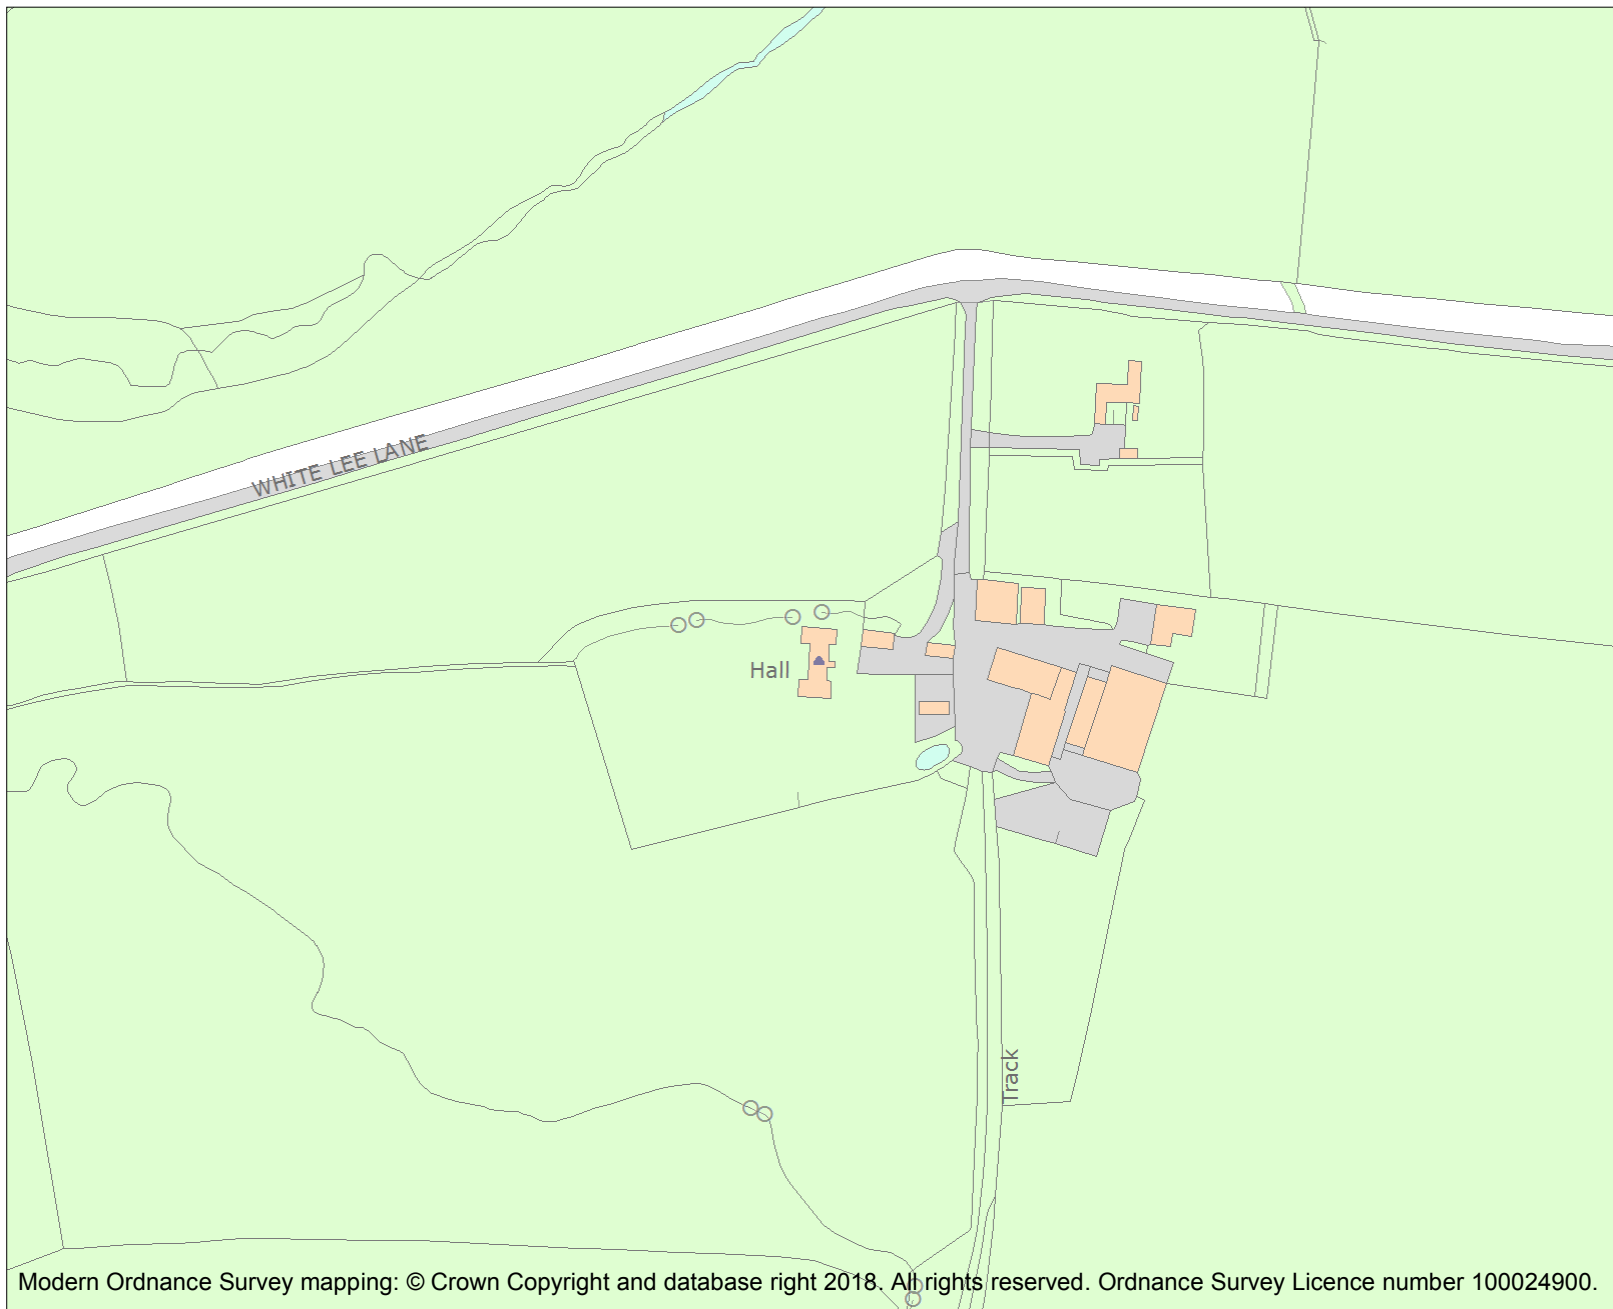 WHITE LEE LANE
Hall
Track
Modern Ordnance Survey mapping: © Crown Copyright and database right 2018. All rights reserved. Ordnance Survey Licence number 100024900.